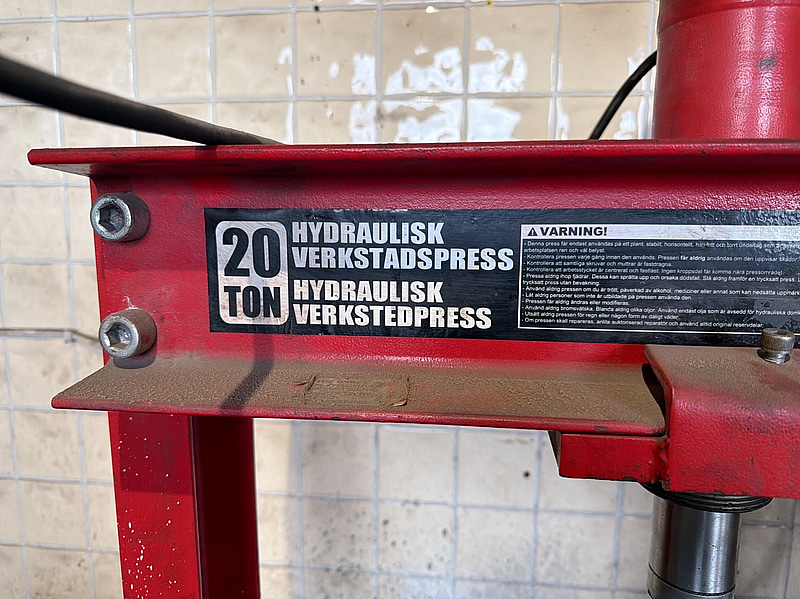 20
TON
HYDRAULISK
VERKSTADSPRESS
HYDRAULISK
VERKSTEDPRESS
VARNING!
- Denna press får endast användas på ett plant, stabilt, horisontellt,
arbetsplatsen ren och väl belyst.
- Kontrollera pressen varje gång innan den används. Pressen får aldrig användas om den uppvisar skador
- Kontrollera att samtliga skruvar och muttrar är fastdragna.
- Kontrollera att arbetsstycket är centrerat och fastlåst. Ingen kroppsdel får komma nära pressområdet.
- Pressa aldrig ihop fjädrar. Dessa kan sprätta upp och orsaka dödsfall. Stå aldrig framför en trycksatt press.
trycksatt press utan bevakning.
- Använd aldrig pressen om du är trött, påverkad av alkohol, mediciner eller annat som kan nedsätta
- Låt aldrig personer som inte är utbildade på pressen använda den.
- Pressen får aldrig ändras eller modifieras.
- Använd aldrig bromsvätska. Blanda aldrig olika oljor. Använd endast olja som är avsedd för hydrauliska
- Utsätt aldrig pressen för regn eller någon form av dåligt väder.
- Om pressen skall repareras, anlita auktoriserad reparatör och använd alltid original reservdelar.